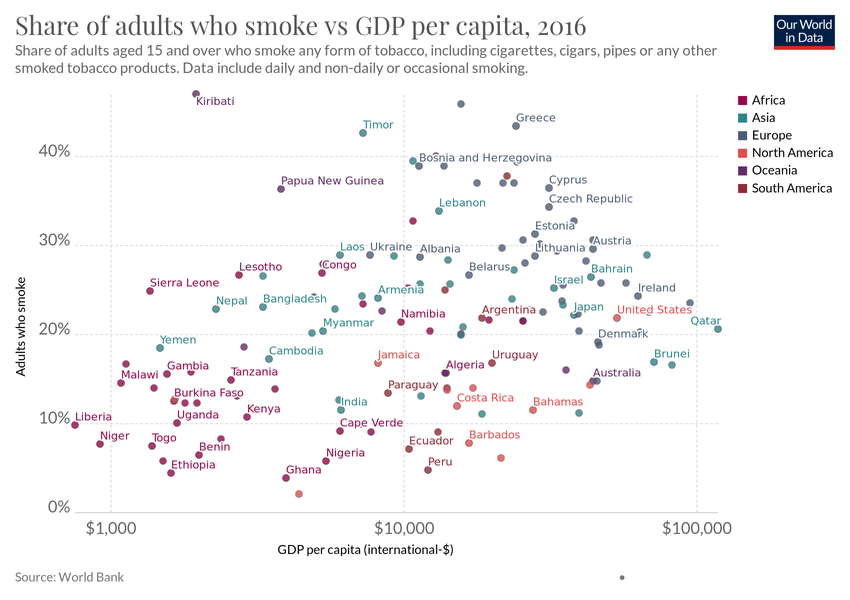 Share of adults who smoke vs GDP per capita, 2016
Share of adults aged 15 and over who smoke any form of tobacco, including cigarettes, cigars, pipes or any other
smoked tobacco products. Data include daily and non-daily or occasional smoking.
Our World
in Data
Africa
Asia
Europe
North America
Oceania
South America
Kiribati
Timor
Greece
40%
Bosnia and Herzegovina
Papua New Guinea
Cyprus
Czech Republic
Lebanon
Estonia
30%
Laos
Ukraine
Albania
Lithuania
Austria
Lesotho
Congo
Belarus
Bahrain
Sierra Leone
Armenia
Israel
Ireland
Nepal
Bangladesh
Namibia
Argentina
Japan
United States
Myanmar
Qatar
20%
Yemen
Denmark
Cambodia
Jamaica
Uruguay
Brunei
Malawi
Gambia
Tanzania
Algeria
Australia
Burkina Faso
Paraguay
India
Costa Rica
Bahamas
Liberia
Uganda
Kenya
10%
Cape Verde
Niger
Togo
Benin
Ecuador
Barbados
Ethiopia
Nigeria
Ghana
Peru
0%
Adults who smoke
$1,000
$10,000
$100,000
GDP per capita (international-$)
Source: World Bank